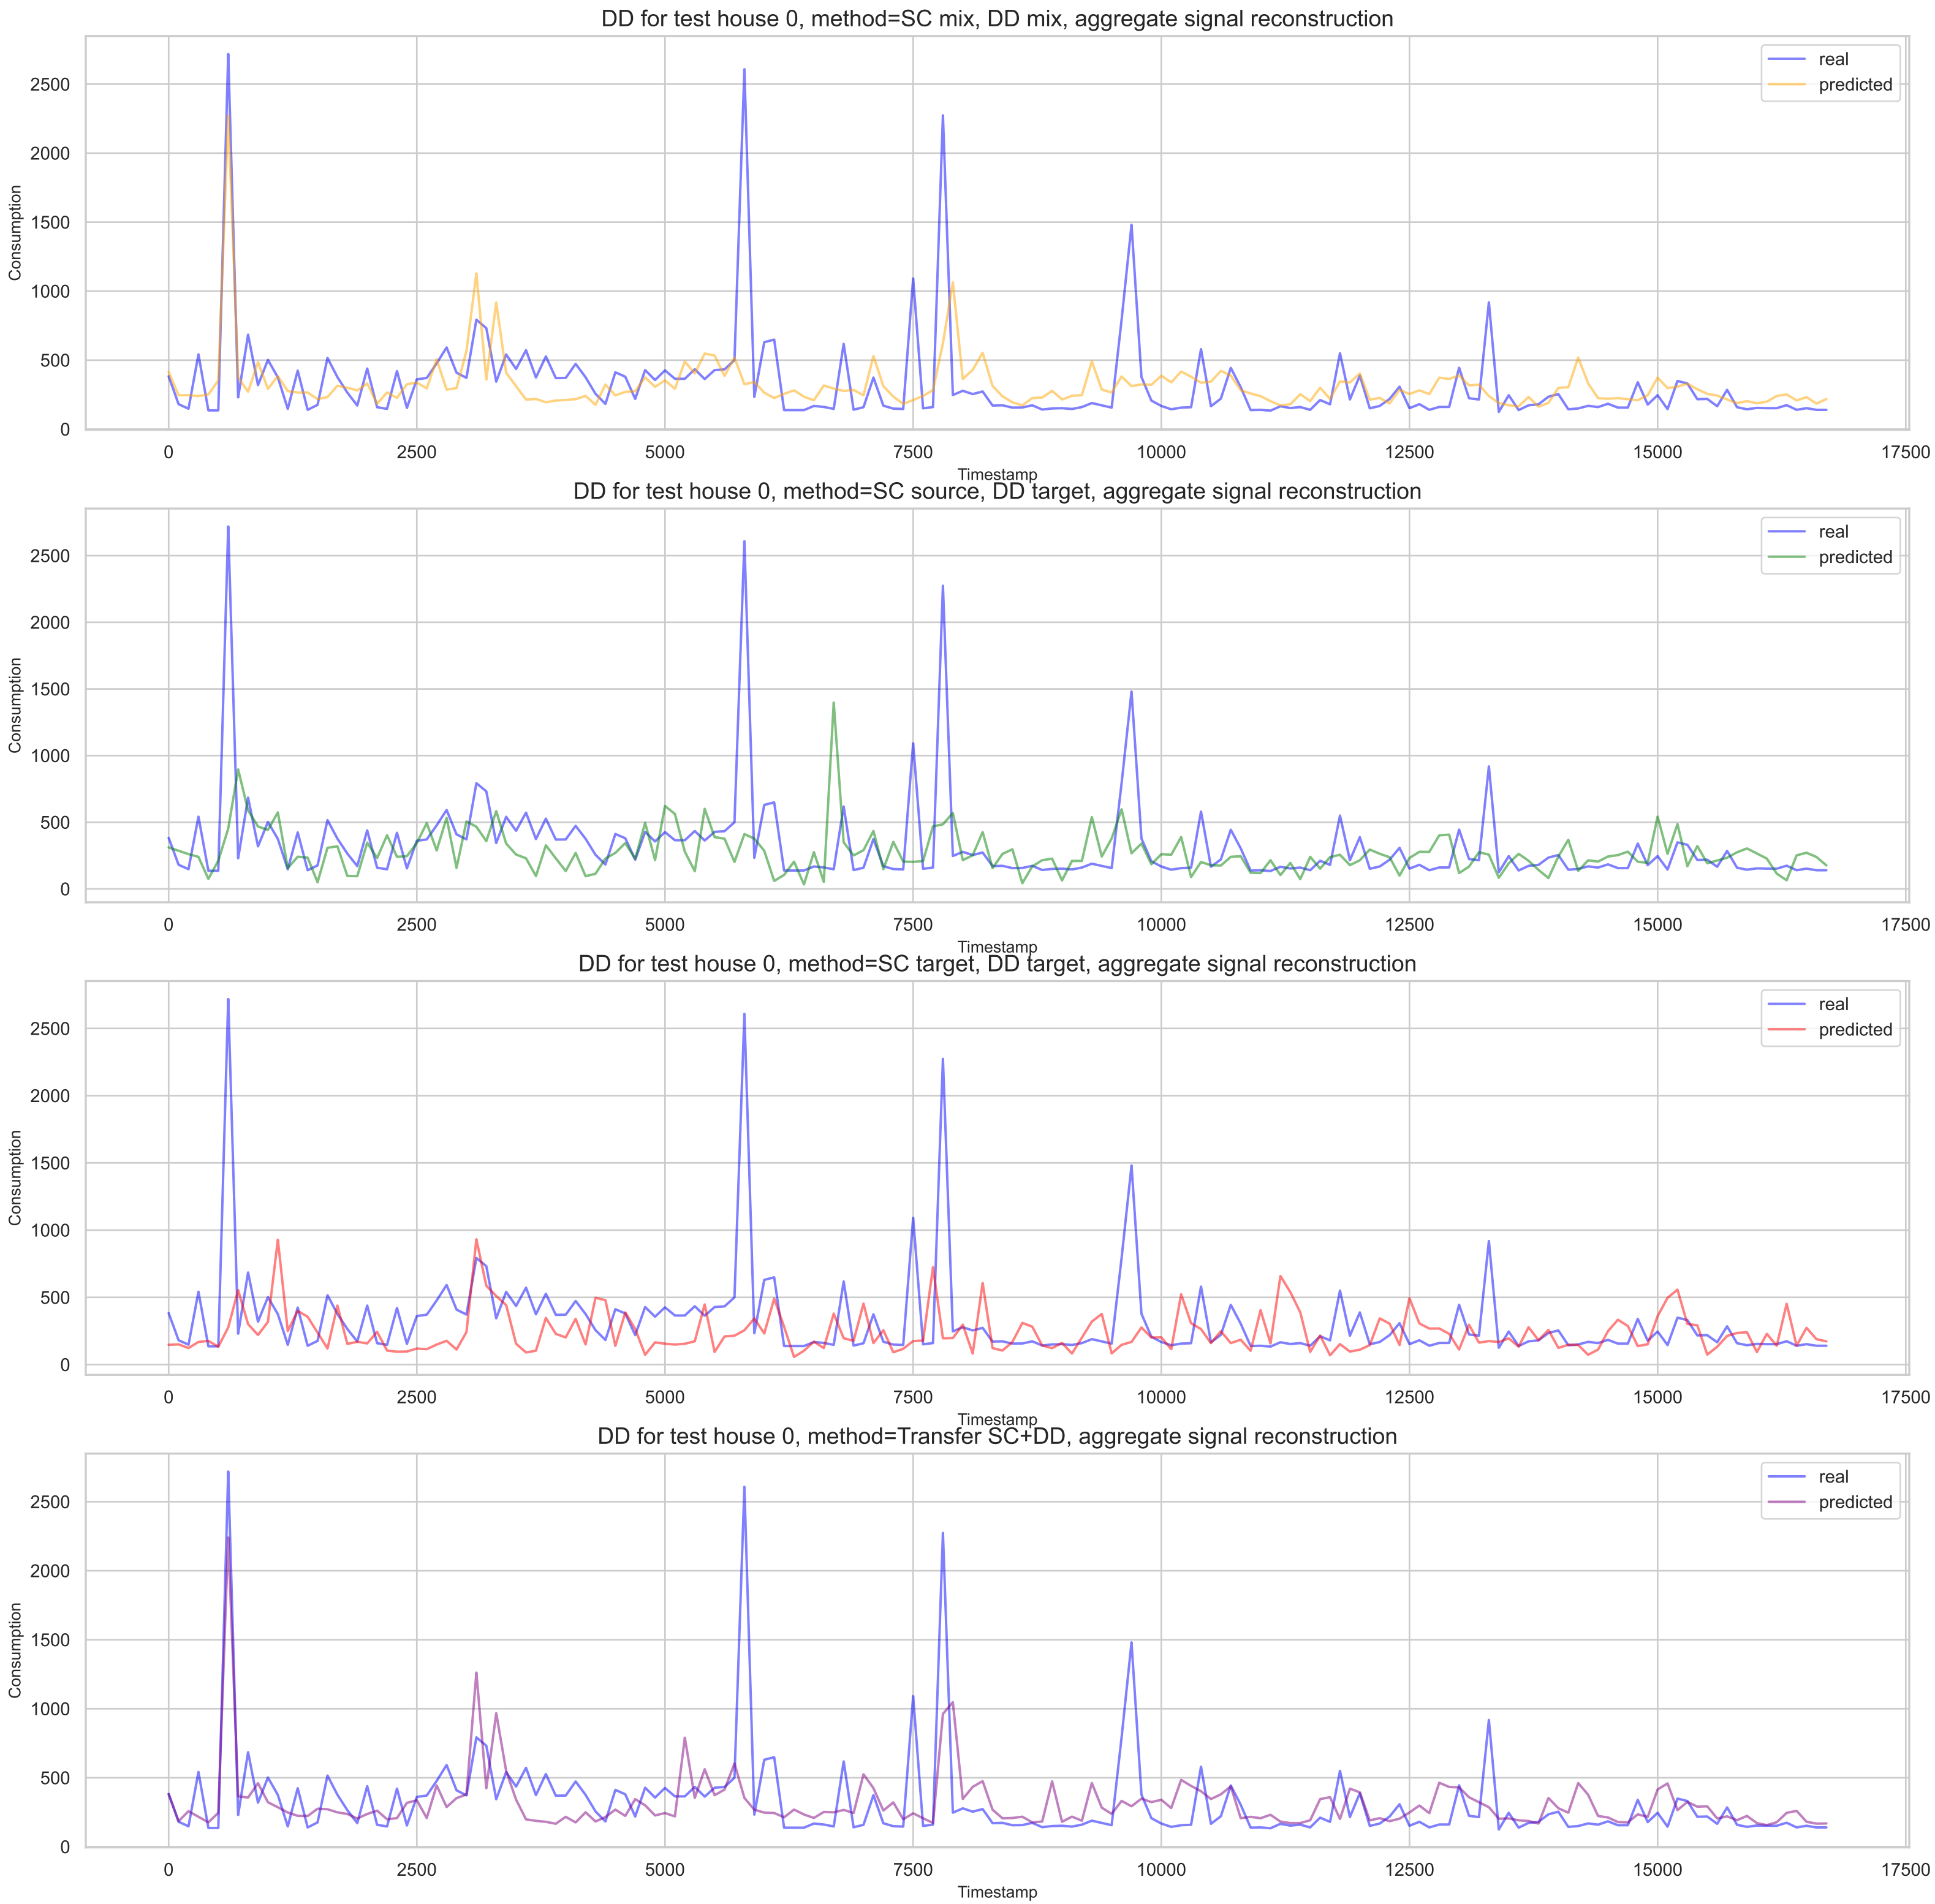 DD for test house 0, method=SC mix, DD mix, aggregate signal reconstruction
real
predicted
2500
2000
1500
1000
500
0
Consumption
0 2500 5000 7500 10000 12500 15000 17500
Timestamp
DD for test house 0, method=SC source, DD target, aggregate signal reconstruction
real
predicted
2500
2000
1500
1000
500
0
Consumption
0 2500 5000 7500 10000 12500 15000 17500
Timestamp
DD for test house 0, method=SC target, DD target, aggregate signal reconstruction
real
predicted
2500
2000
1500
1000
500
0
Consumption
0 2500 5000 7500 10000 12500 15000 17500
Timestamp
DD for test house 0, method=Transfer SC+DD, aggregate signal reconstruction
real
predicted
2500
2000
1500
1000
500
0
Consumption
0 2500 5000 7500 10000 12500 15000 17500
Timestamp